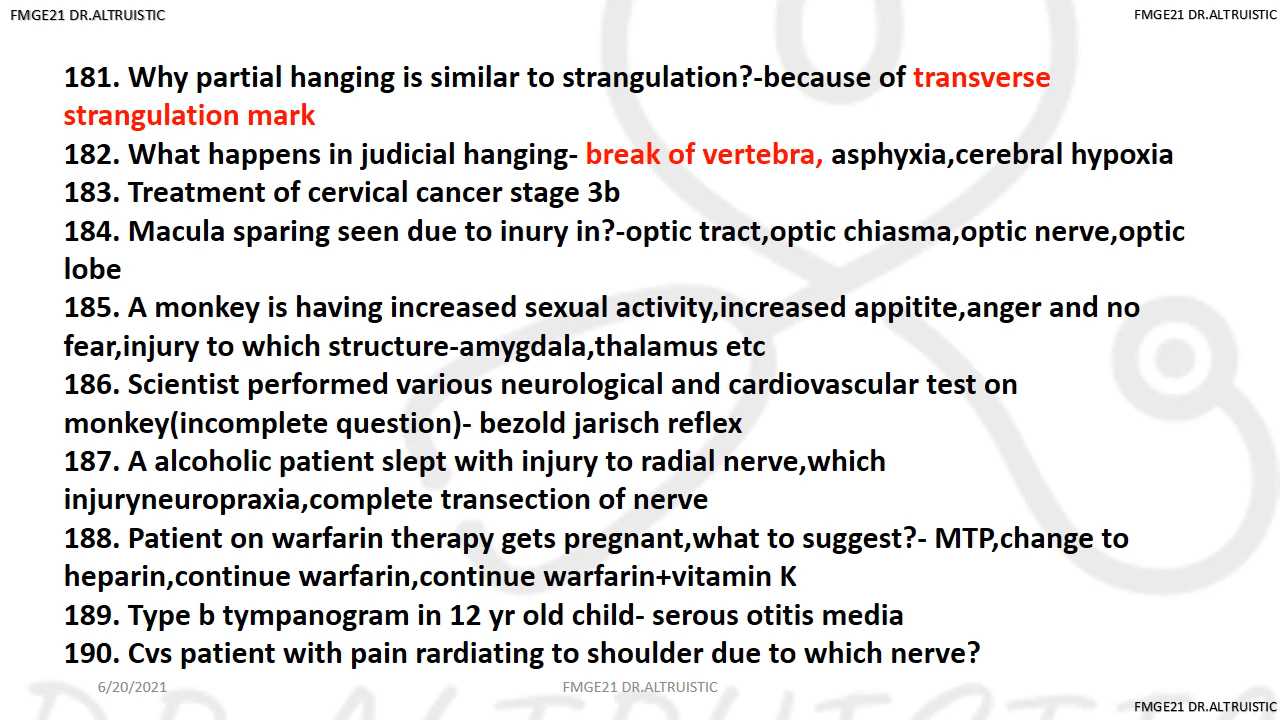 FMGE21 DR.ALTRUISTIC
FMGE21 DR.ALTRUISTIC
181. Why partial hanging is similar to strangulation?-because of transverse
strangulation mark
182. What happens in judicial hanging- break of vertebra, asphyxia,cerebral hypoxia
183. Treatment of cervical cancer stage 3b
184. Macula sparing seen due to inury in?-optic tract,optic chiasma,optic nerve,optic
lobe
185. A monkey is having increased sexual activity,increased appitite,anger and no
fear,injury to which structure-amygdala,thalamus etc
186. Scientist performed various neurological and cardiovascular test on
monkey(incomplete question)- bezold jarisch reflex
187. A alcoholic patient slept with injury to radial nerve,which
injuryneuropraxia,complete transection of nerve
188. Patient on warfarin therapy gets pregnant,what to suggest?- MTP,change to
heparin,continue warfarin,continue warfarin+vitamin K
189. Type b tympanogram in 12 yr old child- serous otitis media
190. Cvs patient with pain rardiating to shoulder due to which nerve?
6/20/2021
FMGE21 DR.ALTRUISTIC
FMGE21 DR.ALTRUISTIC
DR.ALTRUISTIC